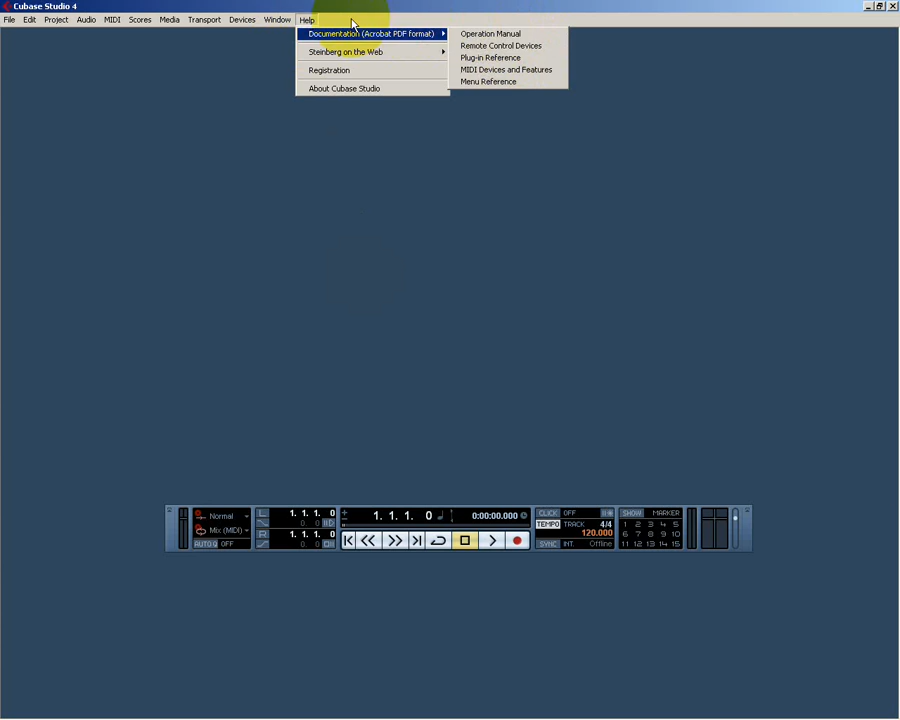 Cubase Studio 4
File Edit Project Audio MIDI Scores Media Transport Devices Window Help
Documentation (Acrobat PDF format)
Steinberg on the Web
Registration
About Cubase Studio
Operation Manual
Remote Control Devices
Plug-in Reference
MIDI Devices and Features
Menu Reference
Normal
Mix (MIDI)
AUTO Q OFF
L 1. 1. 1. 0
0 0
R 1. 1. 1. 0
0 0
1. 1. 1. 0 0:00:00.000
CLICK OFF
TEMPO TRACK 4/4
120.000
SYNC INT. Offline
SHOW MARKER
1 2 3 4 5
6 7 8 9 10
11 12 13 14 15